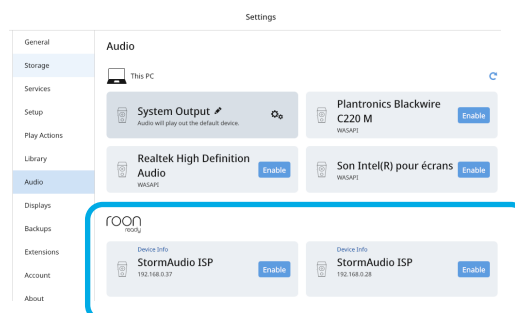 Settings
General
Storage
Services
Setup
Play Actions
Library
Audio
Displays
Backups
Extensions
Account
About
Audio
This PC
System Output
Audio will play out the default device.
Plantronics Blackwire
C220 M
WASAPI
Enable
Realtek High Definition
Audio
WASAPI
Enable
Son Intel(R) pour écrans
WASAPI
Enable
roon
ready
Device Info
StormAudio ISP
192.168.0.37
Enable
Device Info
StormAudio ISP
192.168.0.28
Enable